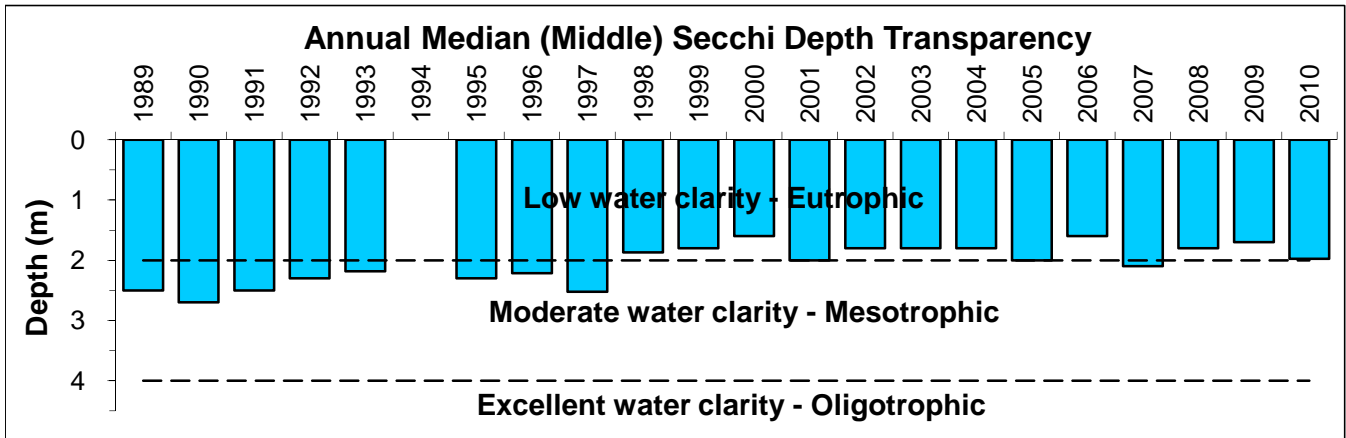 Annual Median (Middle) Secchi Depth Transparency
1989 1990 1991 1992 1993 1994 1995 1996 1997 1998 1999 2000 2001 2002 2003 2004 2005 2006 2007 2008 2009 2010
Depth (m)
0
1
Low water clarity - Eutrophic
2
3
Moderate water clarity - Mesotrophic
4
Excellent water clarity - Oligotrophic